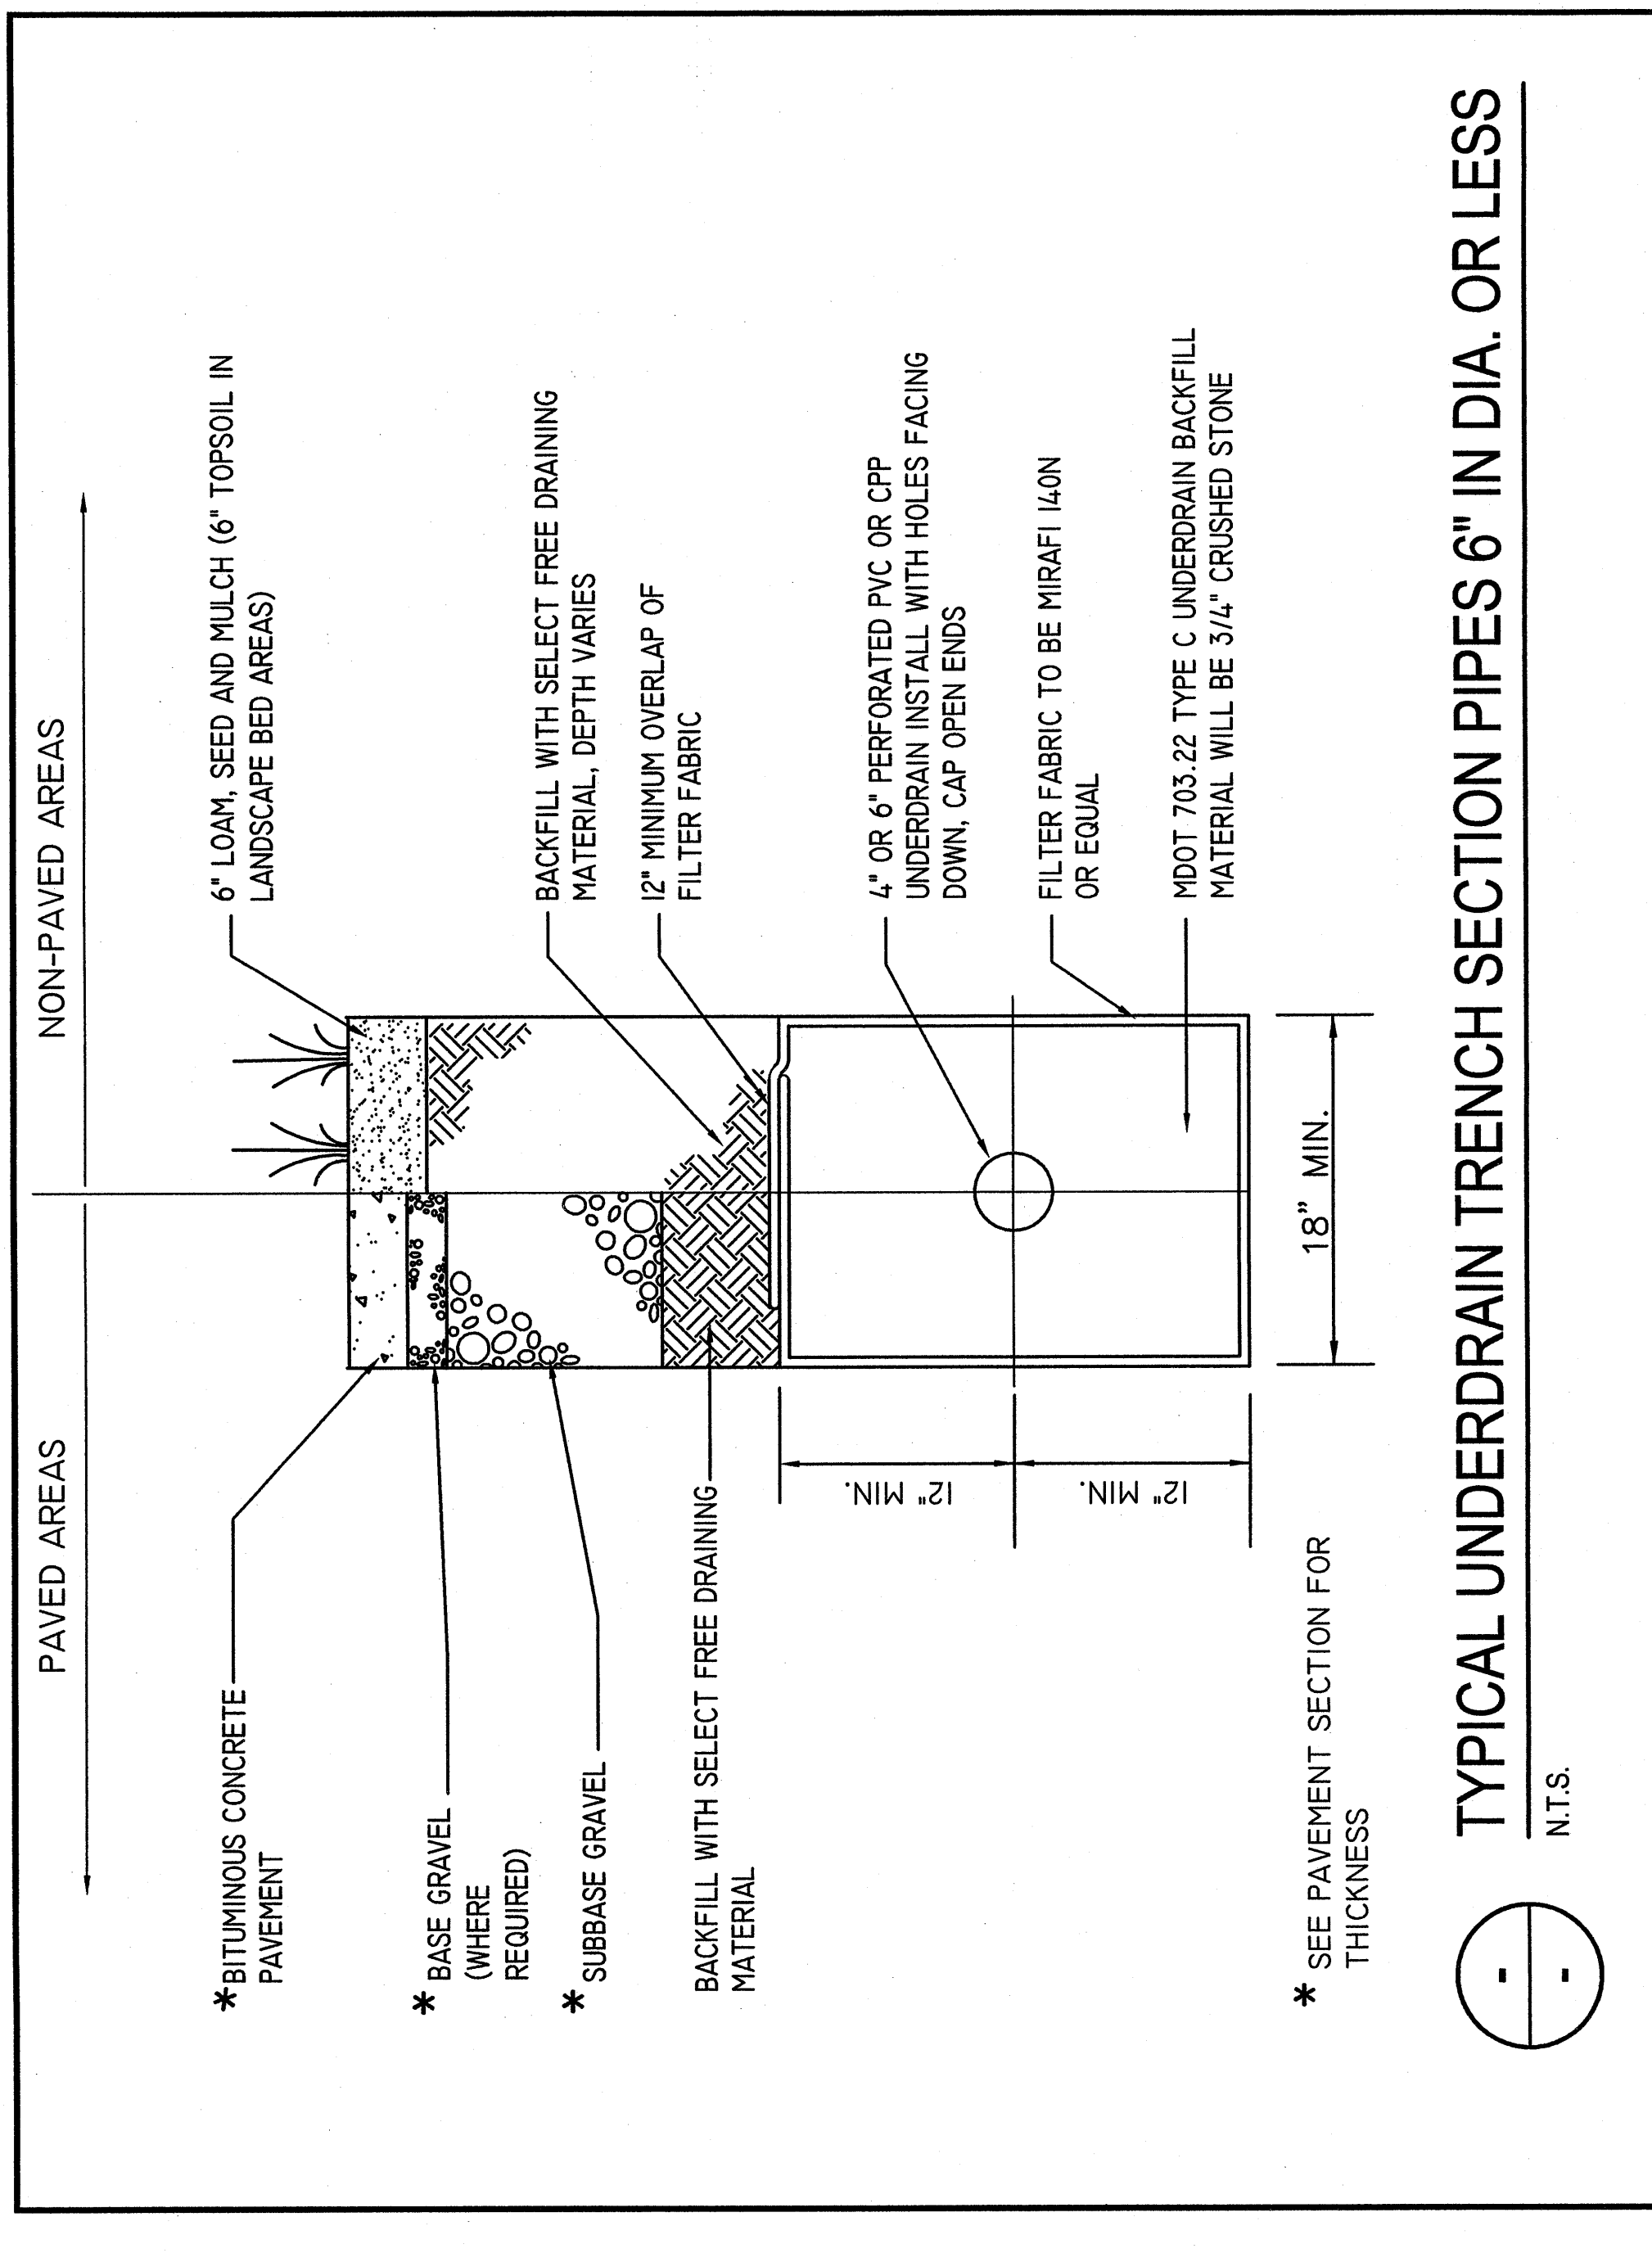 PAVED AREAS
NON-PAVED AREAS
*BITUMINOUS CONCRETE
PAVEMENT
* BASE GRAVEL
(WHERE
REQUIRED)
* SUBBASE GRAVEL
BACKFILL WITH SELECT FREE DRAINING
MATERIAL
6" LOAM, SEED AND MULCH (6" TOPSOIL IN
LANDSCAPE BED AREAS)
BACKFILL WITH SELECT FREE DRAINING
MATERIAL, DEPTH VARIES
12" MINIMUM OVERLAP OF
FILTER FABRIC
4" OR 6" PERFORATED PVC OR CPP
UNDERDRAIN INSTALL WITH HOLES FACING
DOWN, CAP OPEN ENDS
FILTER FABRIC TO BE MIRAFI 140N
OR EQUAL
MDOT 703.22 TYPE C UNDERDRAIN BACKFILL
MATERIAL WILL BE 3/4" CRUSHED STONE
12" MIN.
12" MIN.
18" MIN.
* SEE PAVEMENT SECTION FOR
THICKNESS
-
-
TYPICAL UNDERDRAIN TRENCH SECTION PIPES 6" IN DIA. OR LESS
N.T.S.